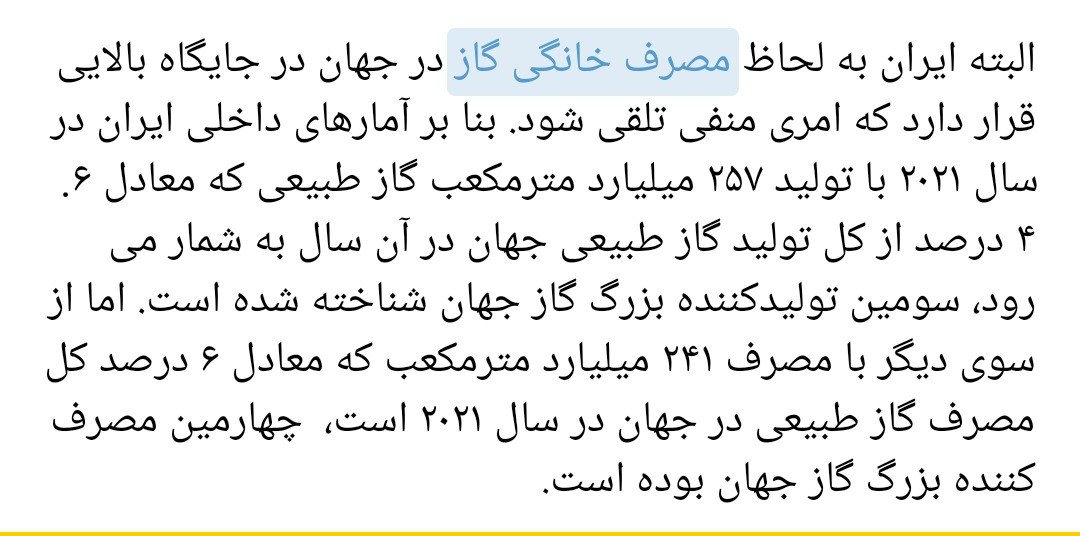 البته ایران به لحاظ مصرف خانگی گاز در جهان در جایگاه بالایی
قرار دارد که امری منفی تلقی شود. بنا بر آمارهای داخلی ایران در
سال ۲۰۲۱ با تولید ۲۵۷ میلیارد مترمکعب گاز طبیعی که معادل ۶.
۴ درصد از کل تولید گاز طبیعی جهان در آن سال به شمار می
رود، سومین تولیدکننده بزرگ گاز جهان شناخته شده است. اما از
سوی دیگر با مصرف ۲۴۱ میلیارد مترمکعب که معادل ۶ درصد کل
مصرف گاز طبیعی در جهان در سال ۲۰۲۱ است، چهارمین مصرف
کننده بزرگ گاز جهان بوده است.